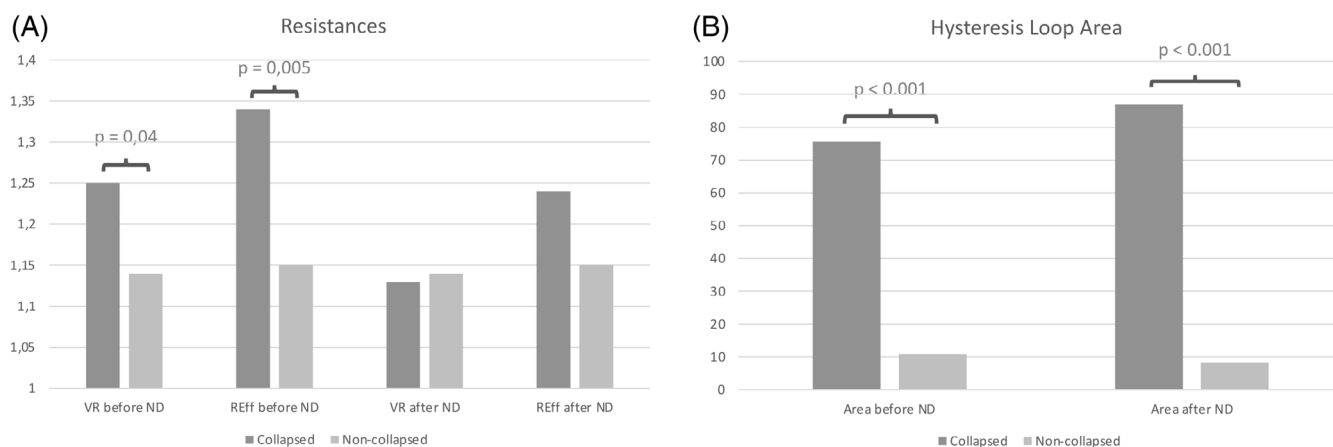 (A)
Resistances
1,4
1,35
1,3
1,25
1,2
1,15
1,1
1,05
1
p = 0,04
p = 0,005
VR before ND
REff before ND
VR after ND
REff after ND
Collapsed
Non-collapsed
(B)
Hysteresis Loop Area
100
90
80
70
60
50
40
30
20
10
0
p < 0.001
p < 0.001
Area before ND
Area after ND
Collapsed
Non-collapsed